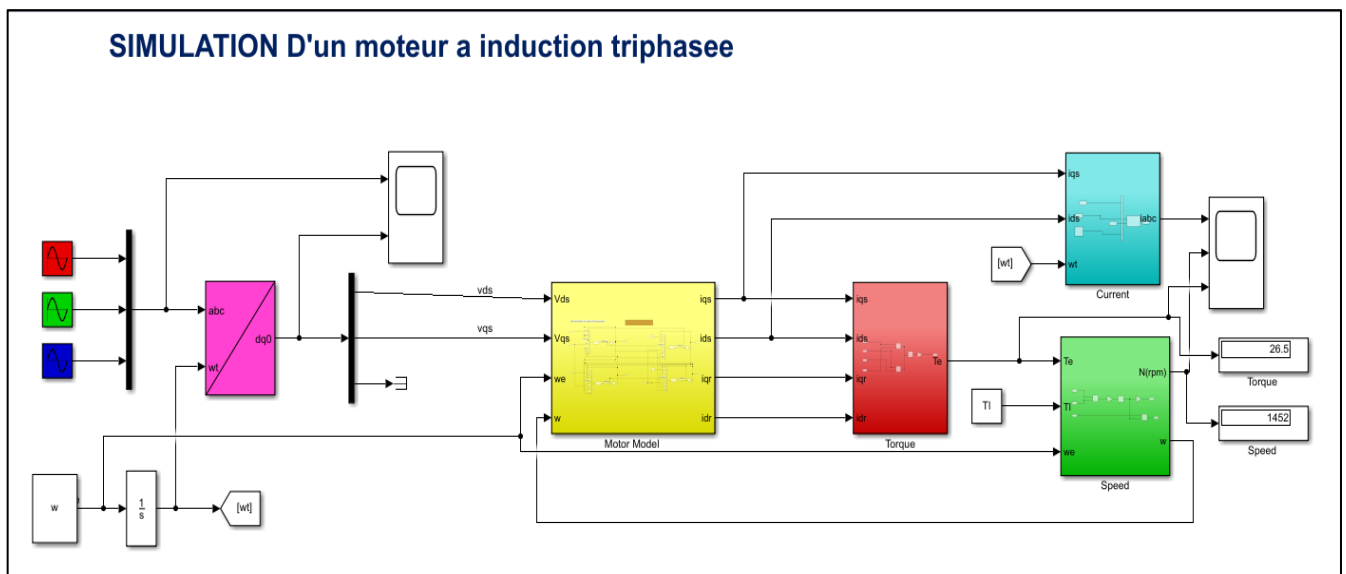 SIMULATION D'un moteur a induction triphasee
abc
wt
dq0
vds
vqs
Vds
Vqs
we
w
iqs
ids
iqr
idr
Motor Model
iqs
ids
iqr
idr
Te
Torque
iqs
ids
wt
iabc
Current
[wt]
Te
Tl
we
N(rpm)
w
Speed
Tl
26.5
Torque
1452
Speed
w
1
s
[wt]